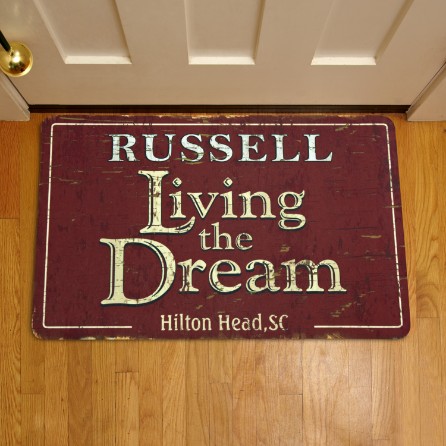 RUSSELL
Living
the
Dream
Hilton Head,SC